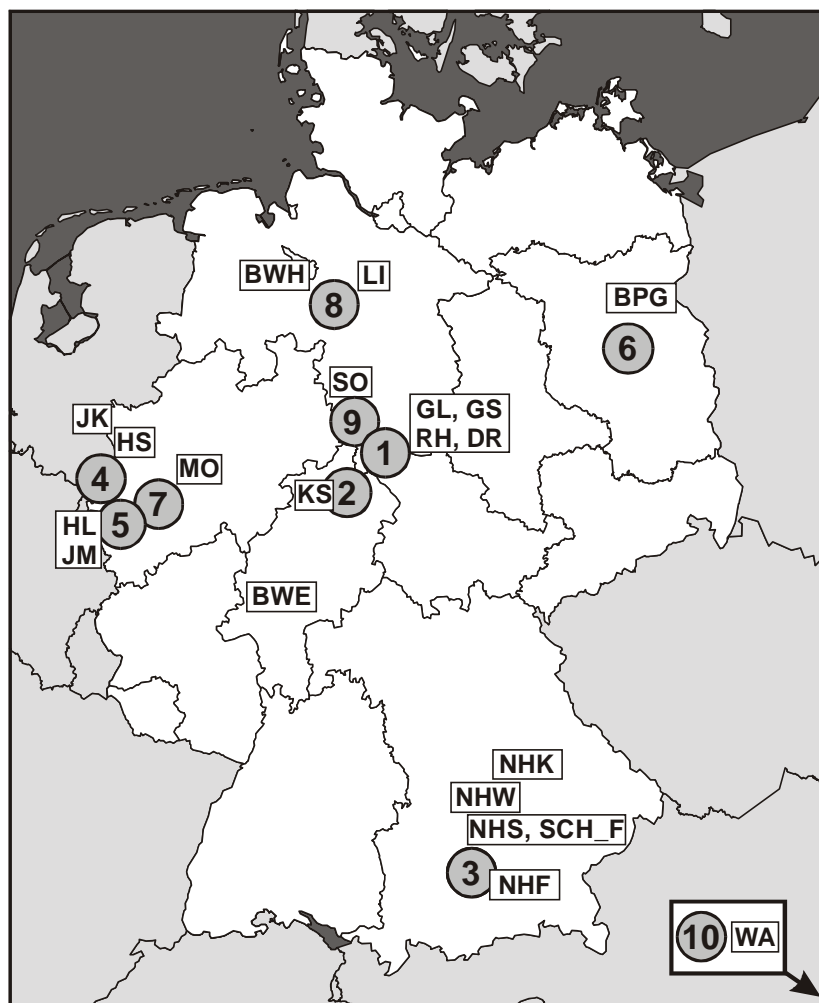 BWH
LI
8
BPG
6
SO
9
GL, GS
RH, DR
1
JK
HS
4
MO
7
KS
2
HL
JM
5
BWE
NHK
NHW
NHS, SCH_F
3
NHF
10
WA